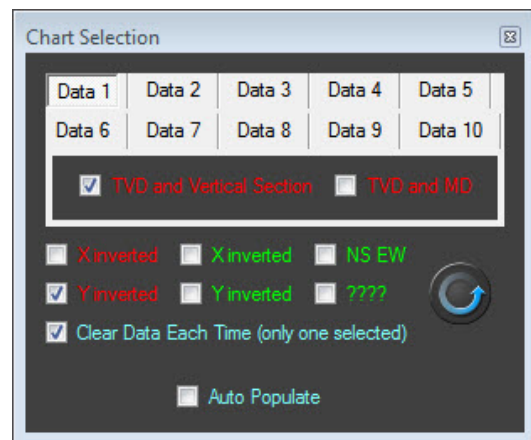 Chart Selection
Data 1 Data 2 Data 3 Data 4 Data 5
Data 6 Data 7 Data 8 Data 9 Data 10
TVD and Vertical Section TVD and MD
X inverted X inverted NS EW
Y inverted Y inverted ????
Clear Data Each Time (only one selected)
Auto Populate